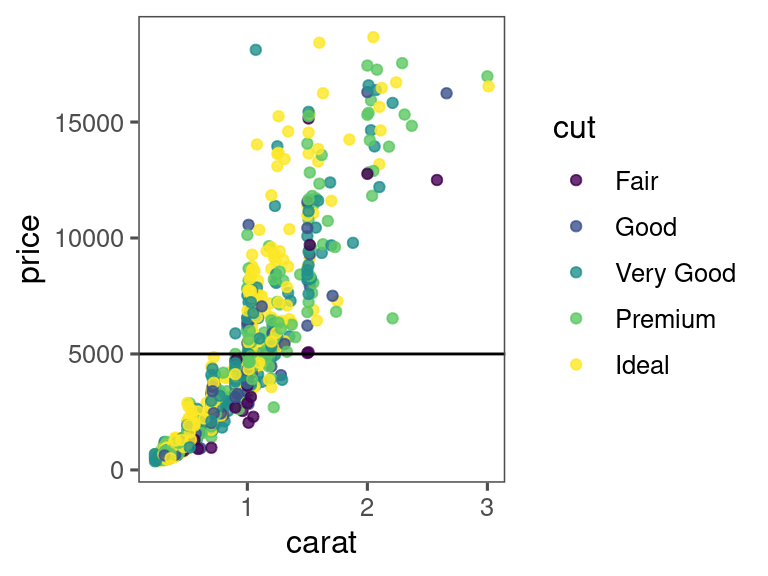 price
15000
10000
5000
0
1 2 3
carat
cut
Fair
Good
Very Good
Premium
Ideal